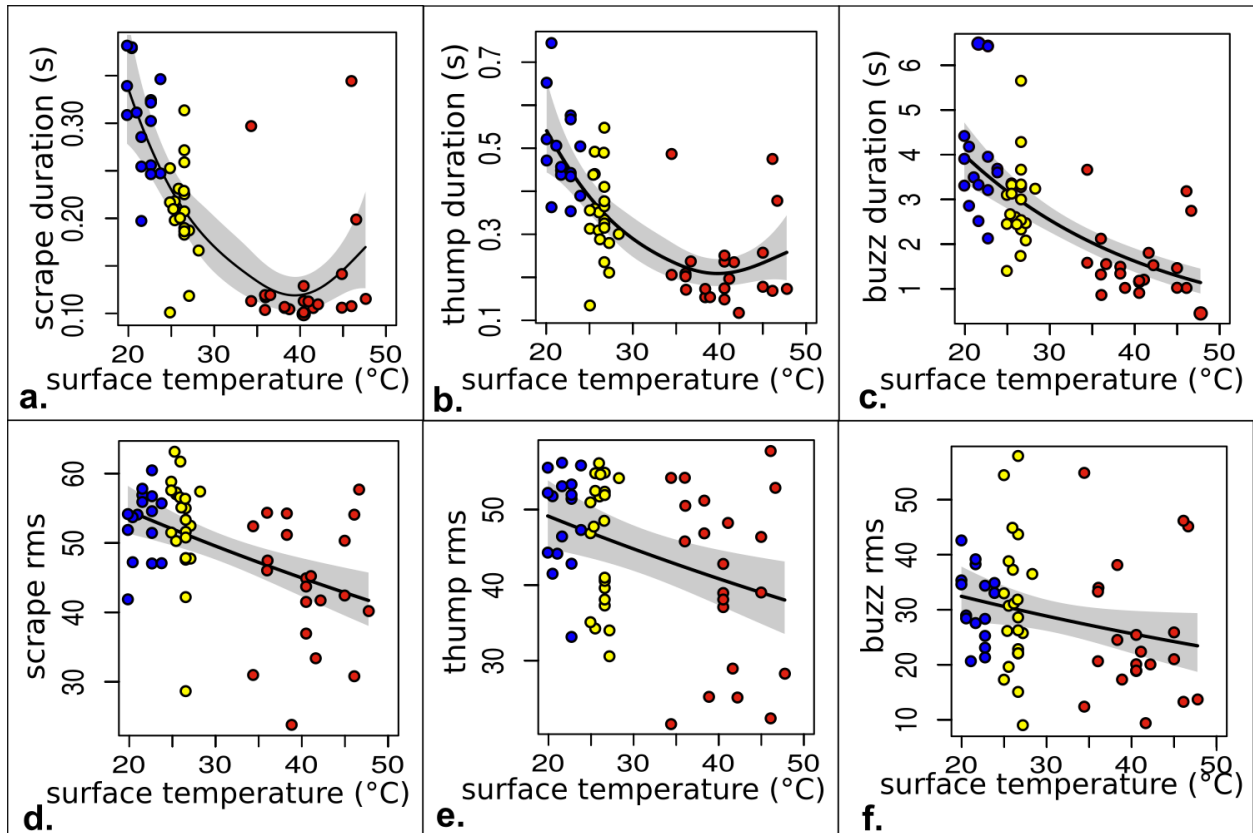 scrape duration (s)
0.30
0.20
0.10
20 30 40 50
surface temperature (°C)
a.
thump duration (s)
0.7
0.5
0.3
0.1
20 30 40 50
surface temperature (°C)
b.
buzz duration (s)
6
5
4
3
2
1
20 30 40 50
surface temperature (°C)
c.
scrape rms
60
50
40
30
20 30 40 50
surface temperature (°C)
d.
thump rms
50
40
30
20 30 40 50
surface temperature (°C)
e.
buzz rms
50
40
30
20
10
20 30 40 50
surface temperature (°C)
f.